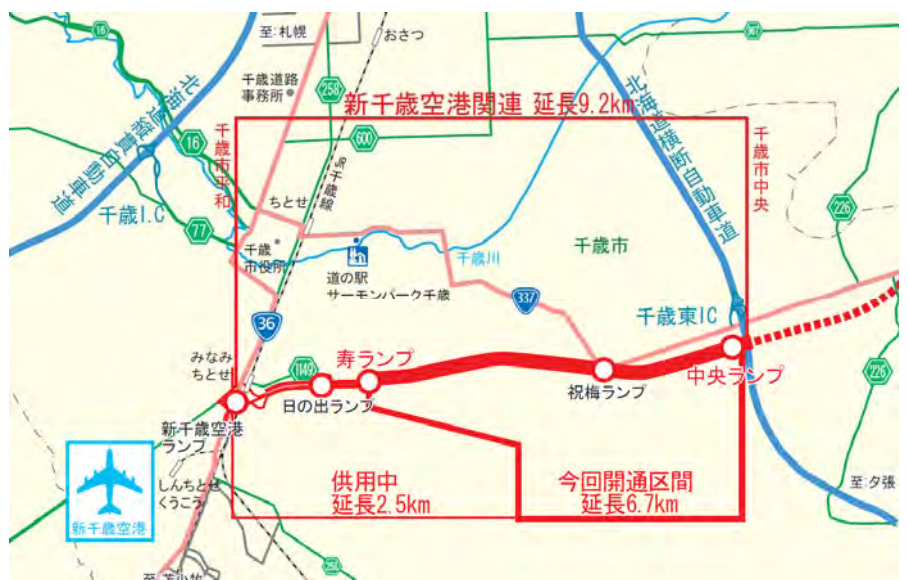 16
至:札幌
おさつ
987
北海道縦貫自動車道
千歳道路
事務所
258
新千歳空港関連 延長9.2km
北海道横断自動車道
千歳市平和
千歳市中央
600
16
JR千歳線
ちとせ
千歳I.C
77
226
千歳
市役所
千歳川
千歳市
道の駅
サーモンパーク千歳
337
36
千歳東IC
みなみ
ちとせ
1149
寿ランプ
日の出ランプ
祝梅ランプ
中央ランプ
226
新千歳空港
ランプ
しんちとせ
くうこう
供用中
延長2.5km
今回開通区間
延長6.7km
至:夕張
新千歳空港